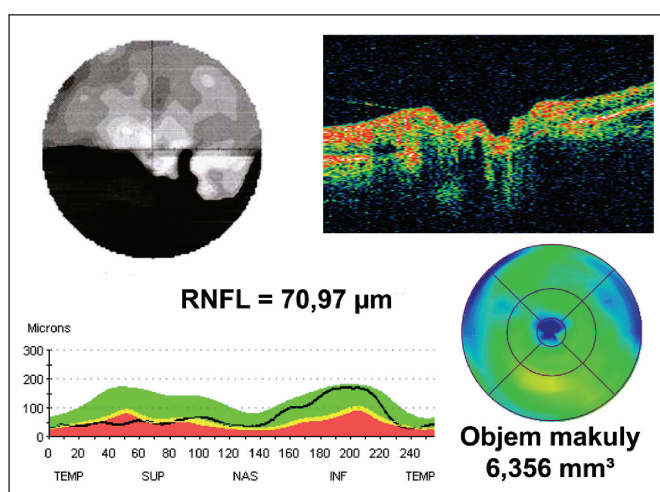 RNFL = 70,97 µm
Microns
300
200
100
0
0 20 40 60 80 100 120 140 160 180 200 220 240
TEMP SUP NAS INF TEMP
Objem makuly
6,356 mm³